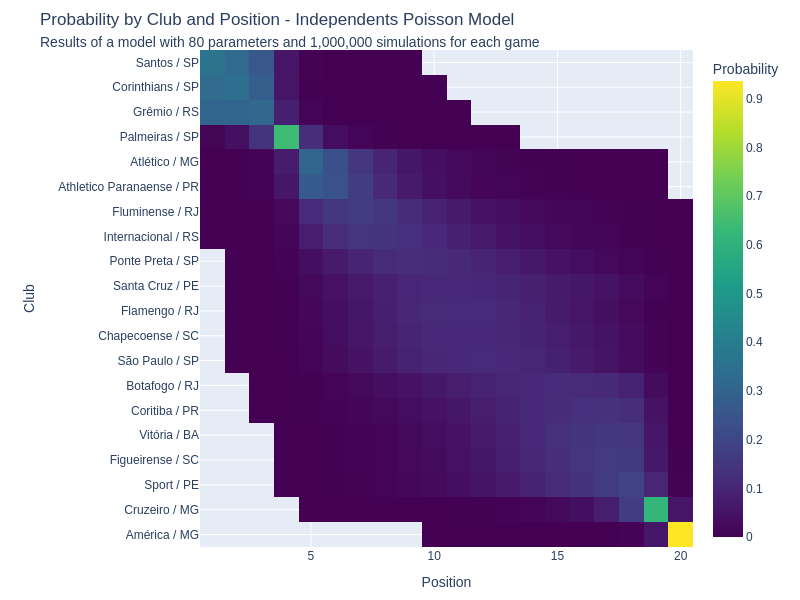 Probability by Club and Position - Independents Poisson Model
Results of a model with 80 parameters and 1,000,000 simulations for each game
Probability
Santos / SP
Corinthians / SP
Grêmio / RS
Palmeiras / SP
Atlético / MG
Athletico Paranaense / PR
Fluminense / RJ
Internacional / RS
Ponte Preta / SP
Santa Cruz / PE
Flamengo / RJ
Chapecoense / SC
São Paulo / SP
Botafogo / RJ
Coritiba / PR
Vitória / BA
Figueirense / SC
Sport / PE
Cruzeiro / MG
América / MG
Club
5
10
15
20
Position
0.9
0.8
0.7
0.6
0.5
0.4
0.3
0.2
0.1
0